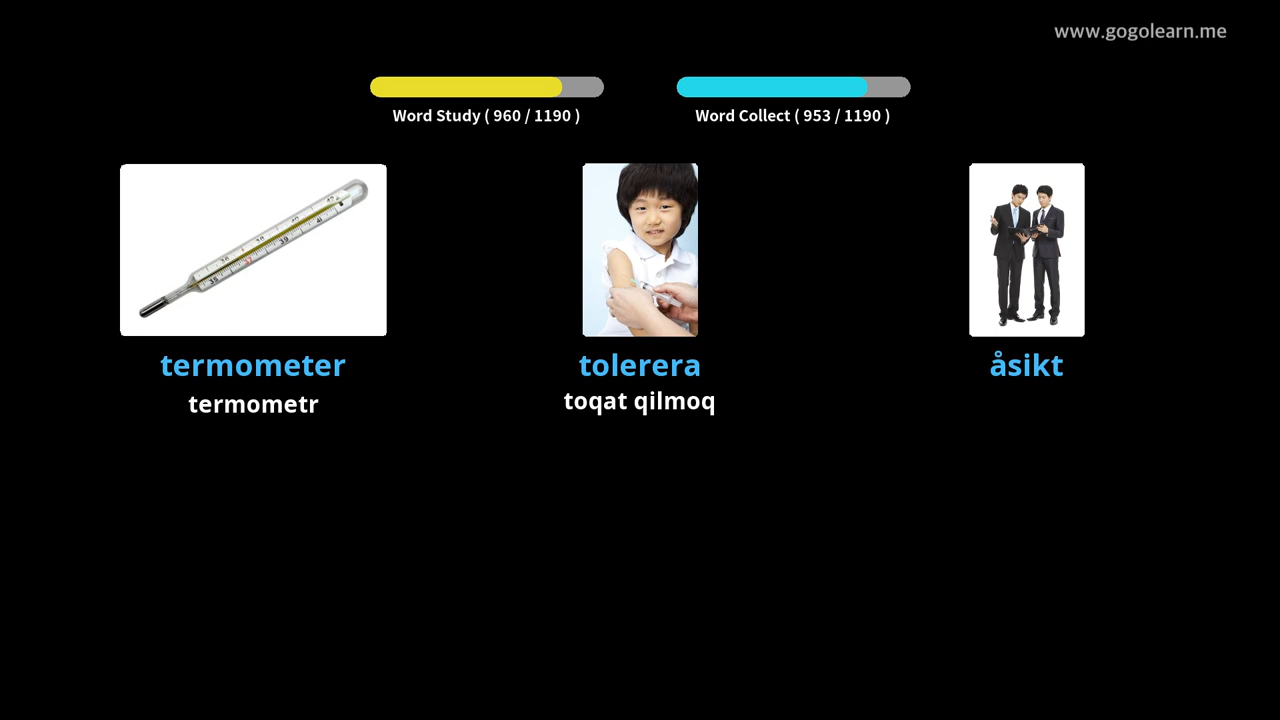 www.gogolearn.me
Word Study ( 960 / 1190 )
Word Collect ( 953 / 1190 )
termometer
tolerera
åsikt
termometr
toqat qilmoq